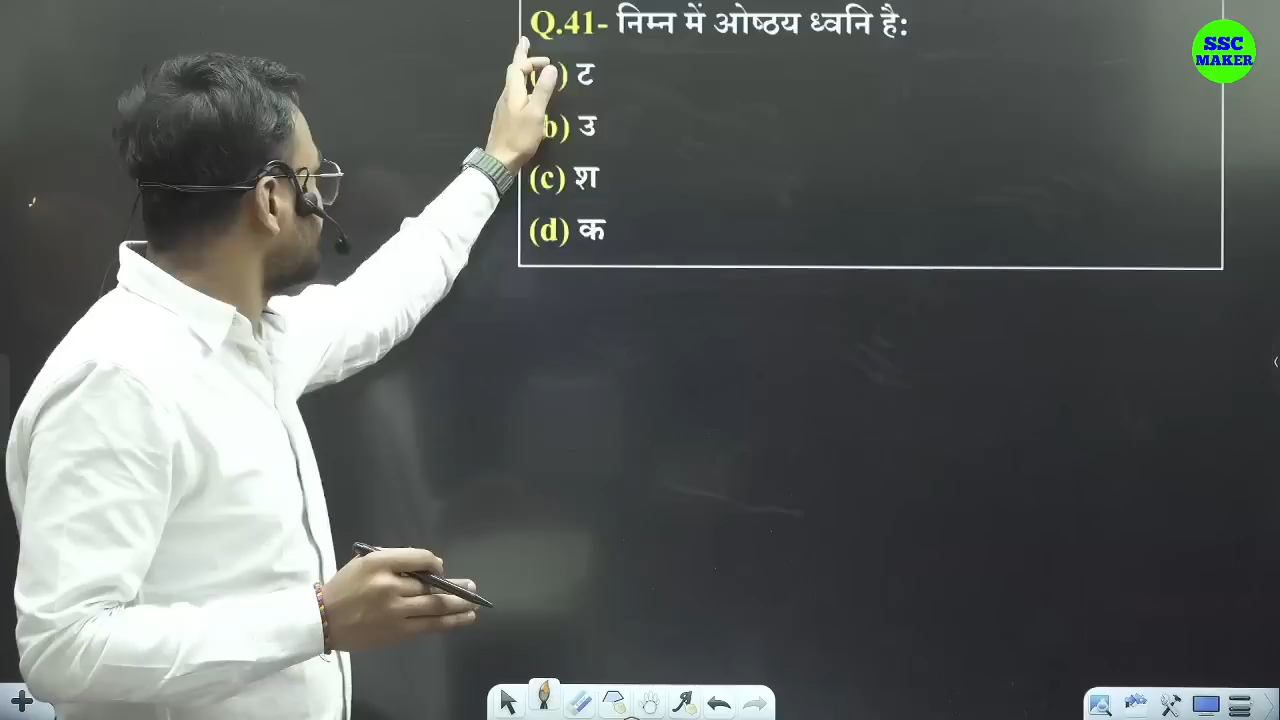 Q.41- निम्न में ओष्ठय ध्वनि है:
) ट
b) उ
(c) श
(d) क
SSC
MAKER